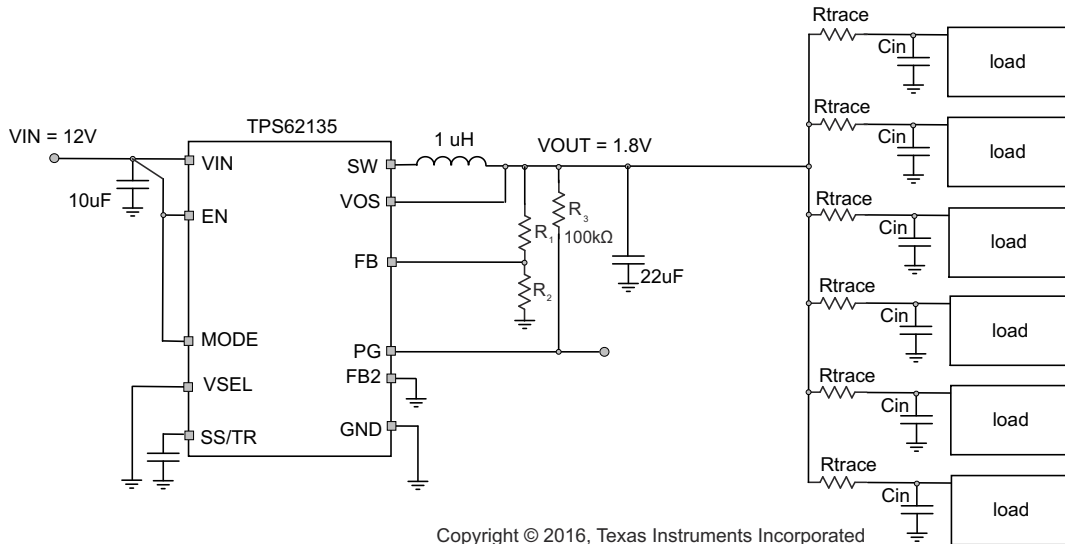 Rtrace
Cin
load
Rtrace
Cin
load
Rtrace
Cin
load
Rtrace
Cin
load
Rtrace
Cin
load
Rtrace
Cin
load
TPS62135
VIN = 12V
10uF
VIN
EN
MODE
VSEL
SS/TR
SW
VOS
FB
PG
FB2
GND
1 uH
VOUT = 1.8V
R1
R2
R3
100kΩ
22uF
Copyright © 2016, Texas Instruments Incorporated